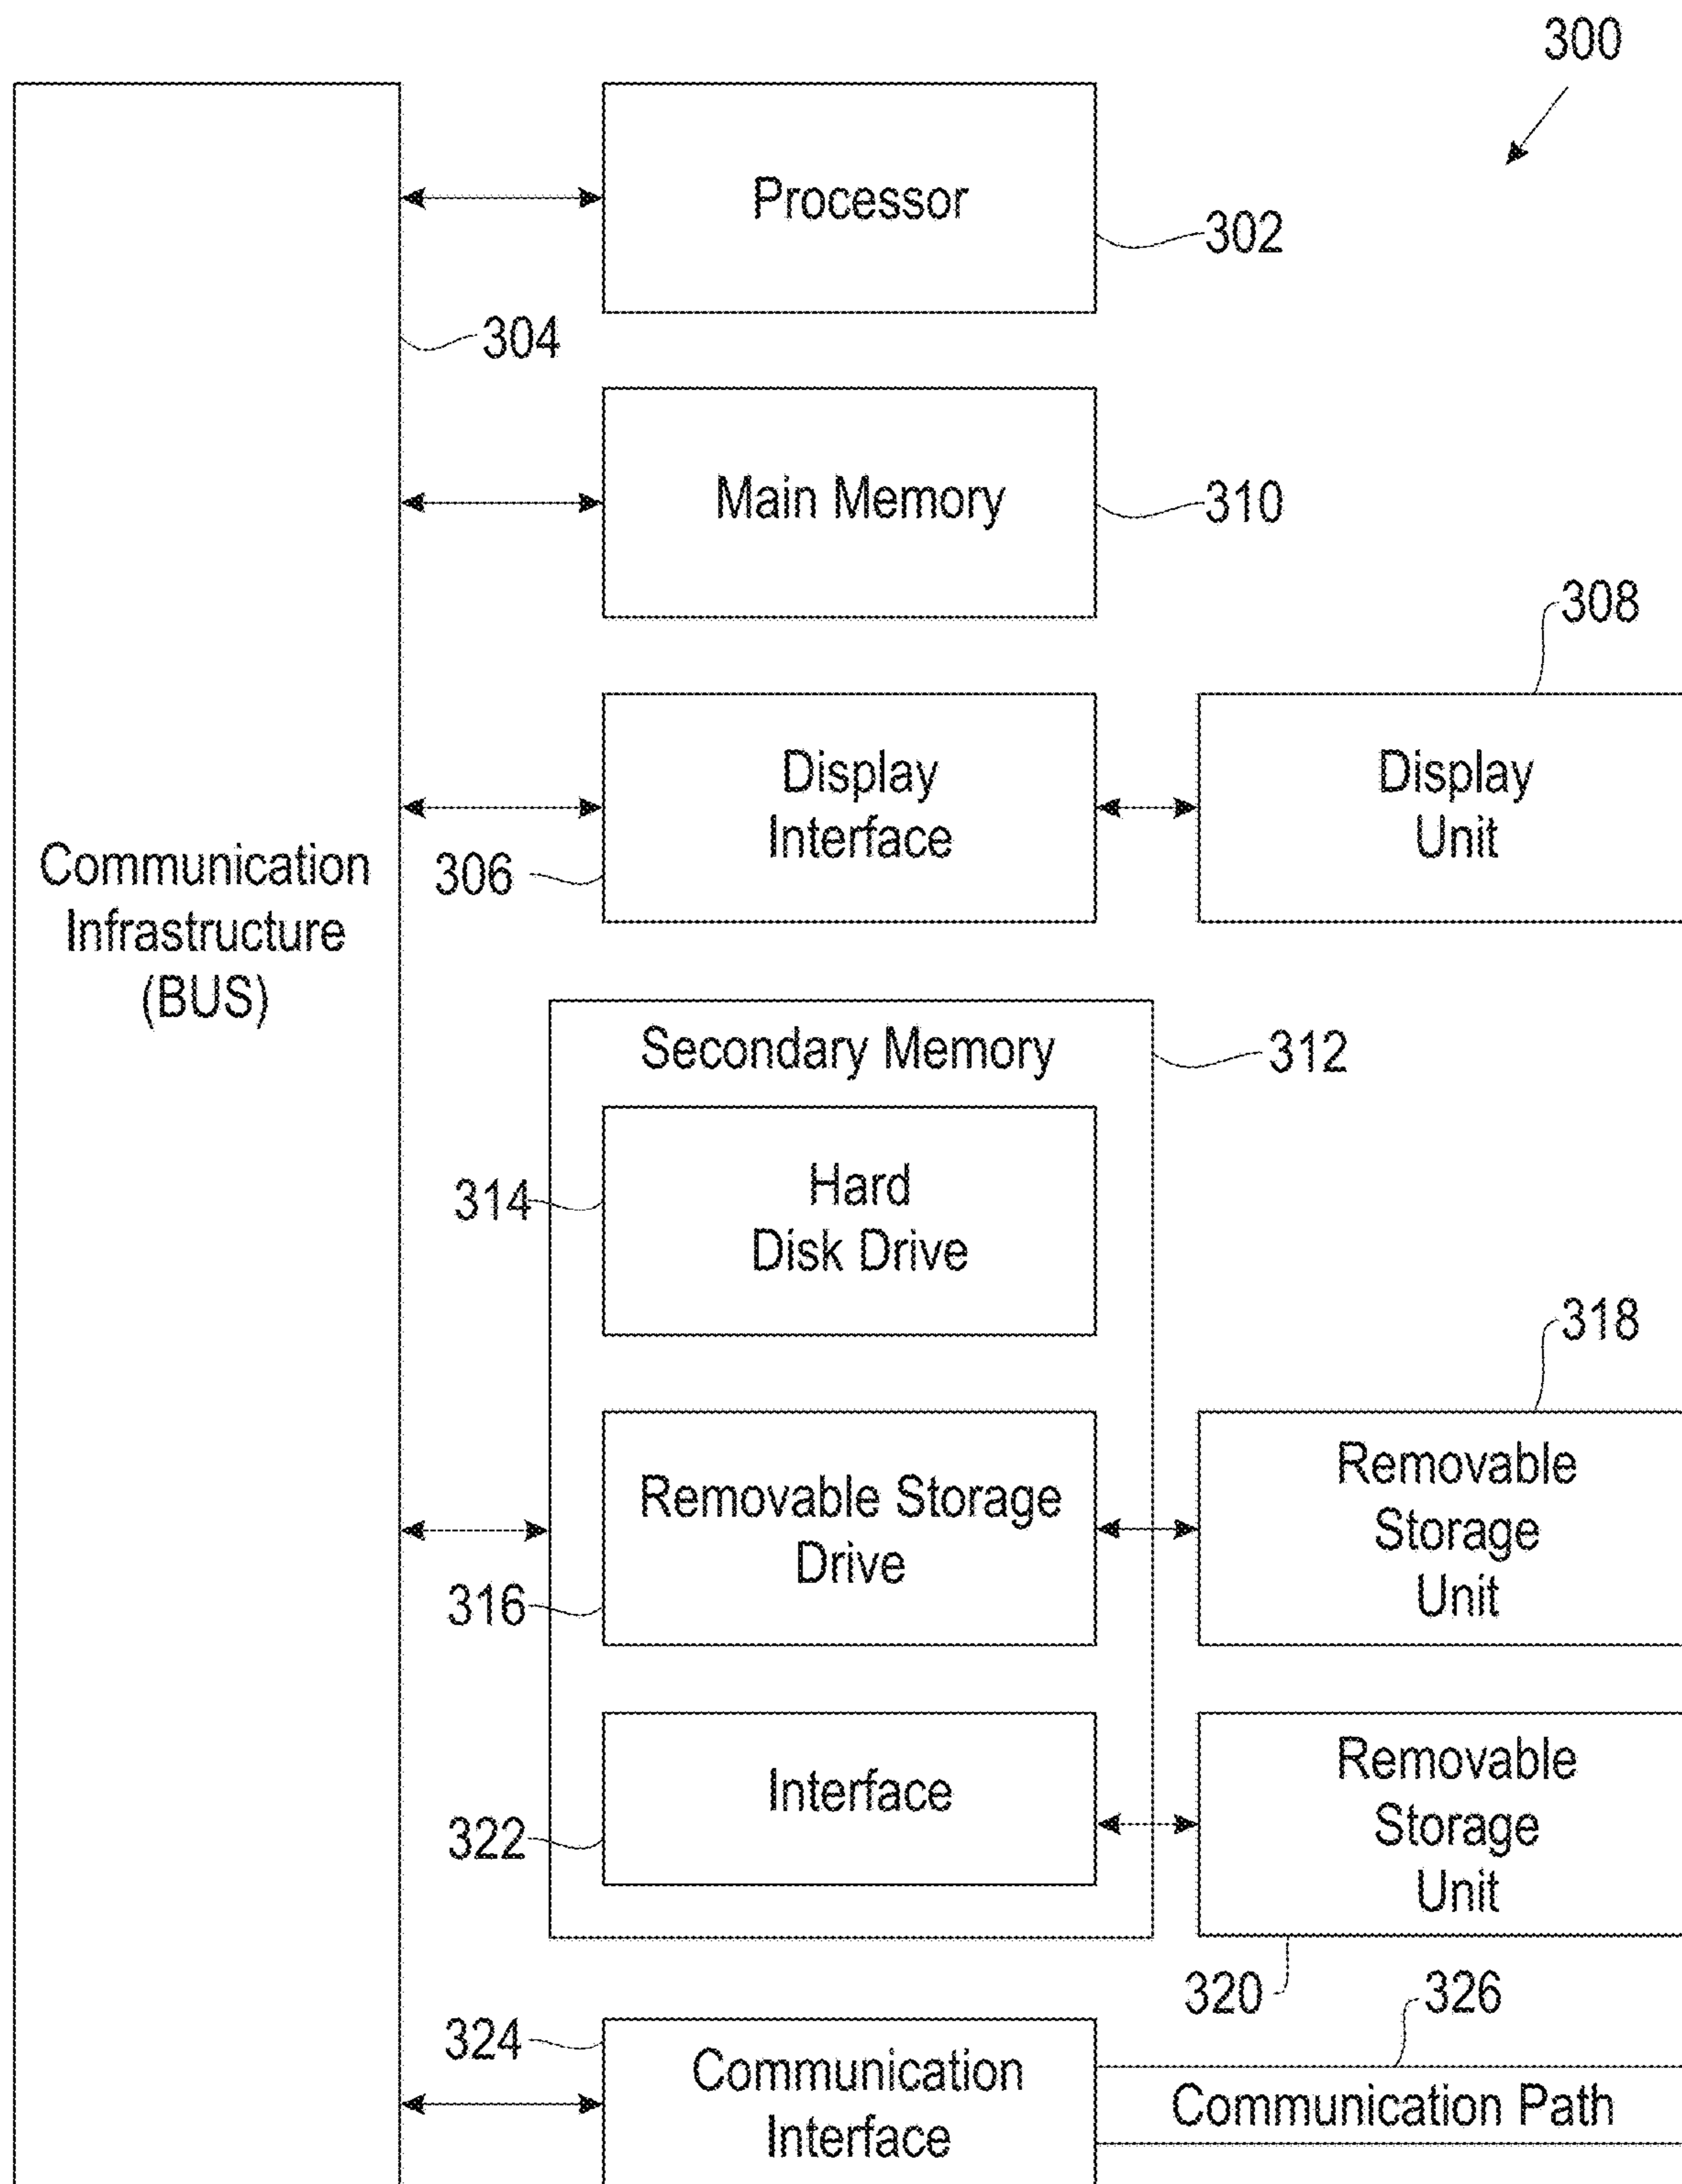 300
Processor
302
304
Main Memory
310
308
Display
Interface
Display
Unit
306
Communication
Infrastructure
(BUS)
Secondary Memory
312
314
Hard
Disk Drive
318
Removable Storage
Drive
316
Removable
Storage
Unit
Interface
322
Removable
Storage
Unit
320
326
324
Communication
Interface
Communication Path